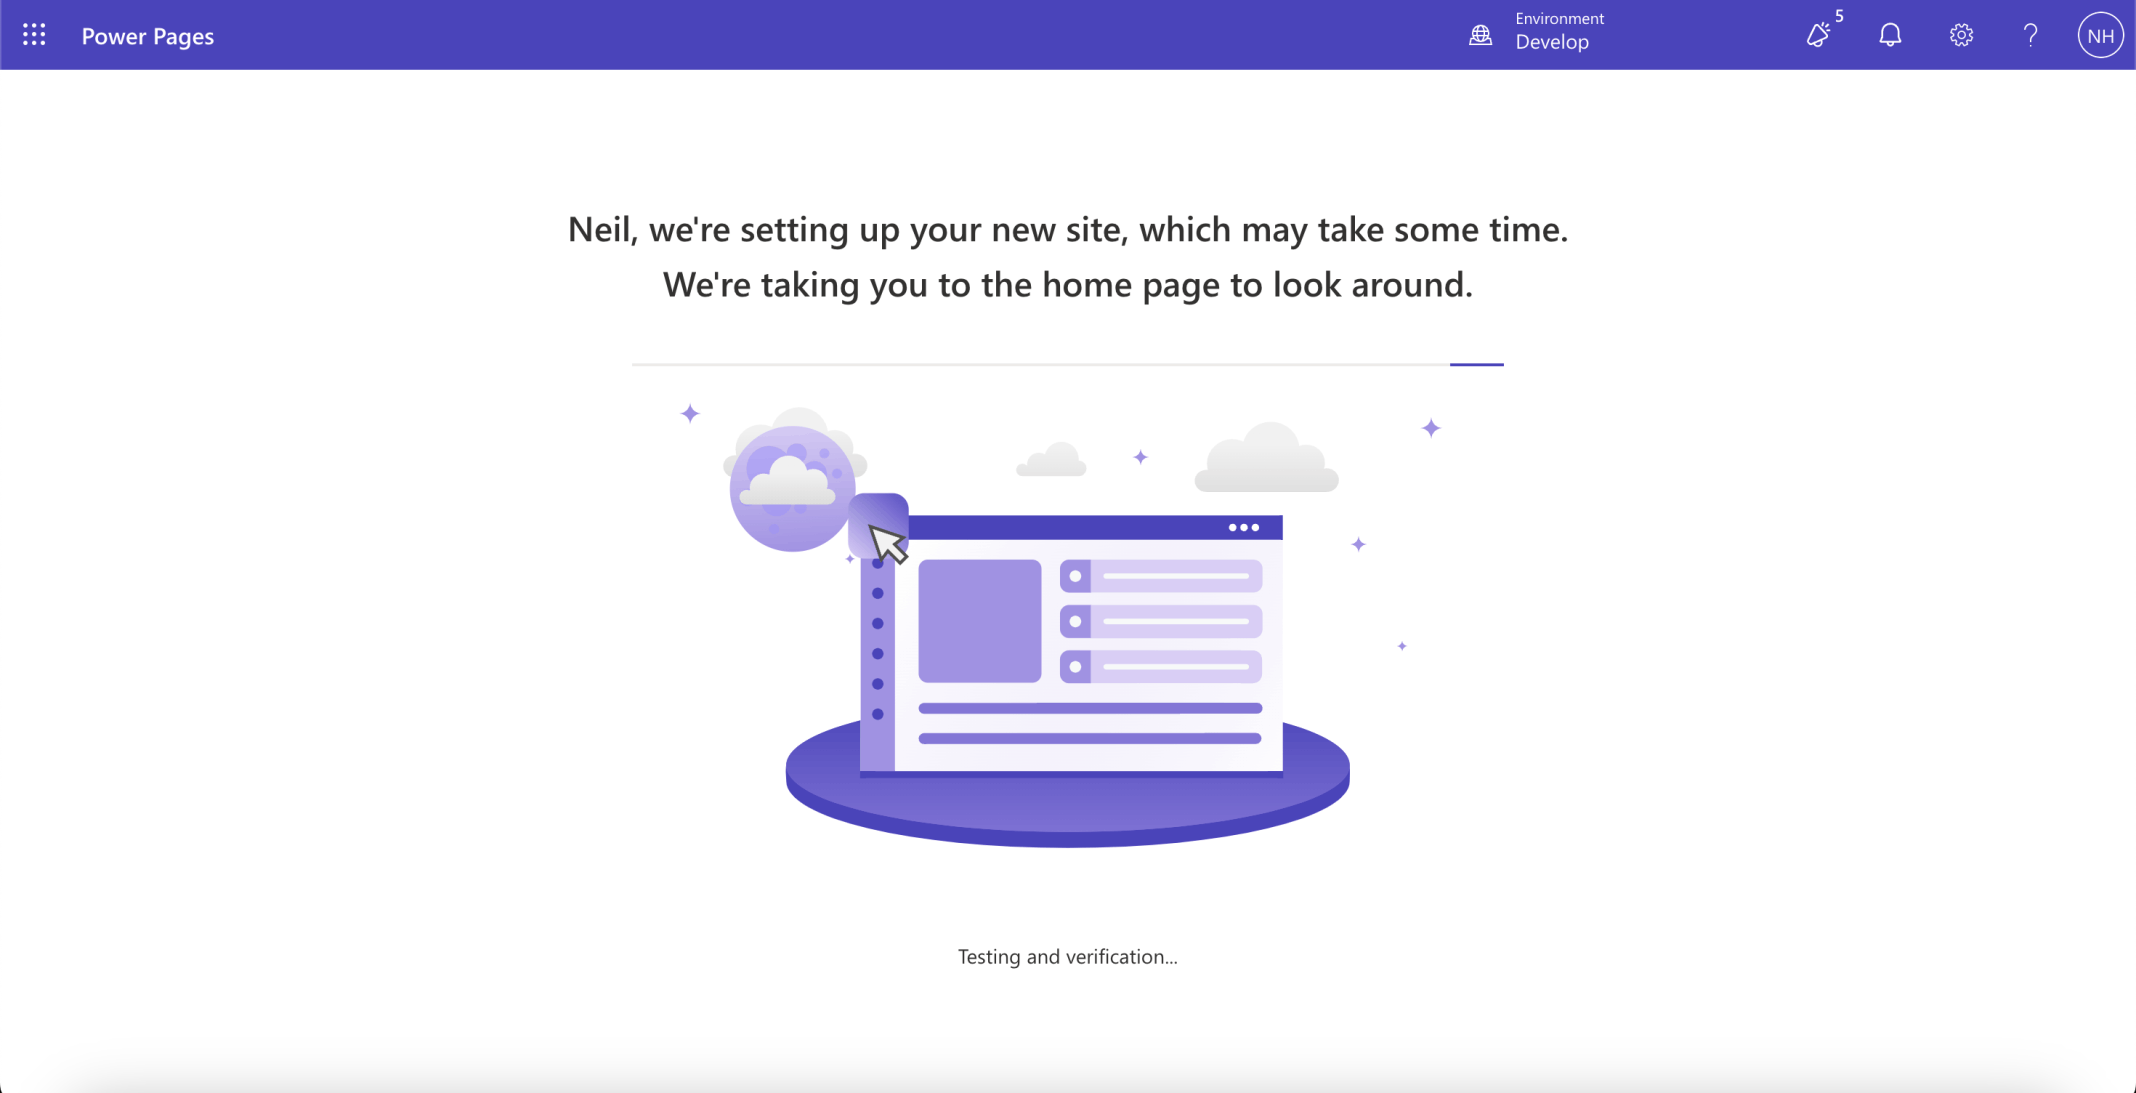 Power Pages
Environment
Develop
5
?
NH
Neil, we're setting up your new site, which may take some time.
We're taking you to the home page to look around.
Testing and verification...